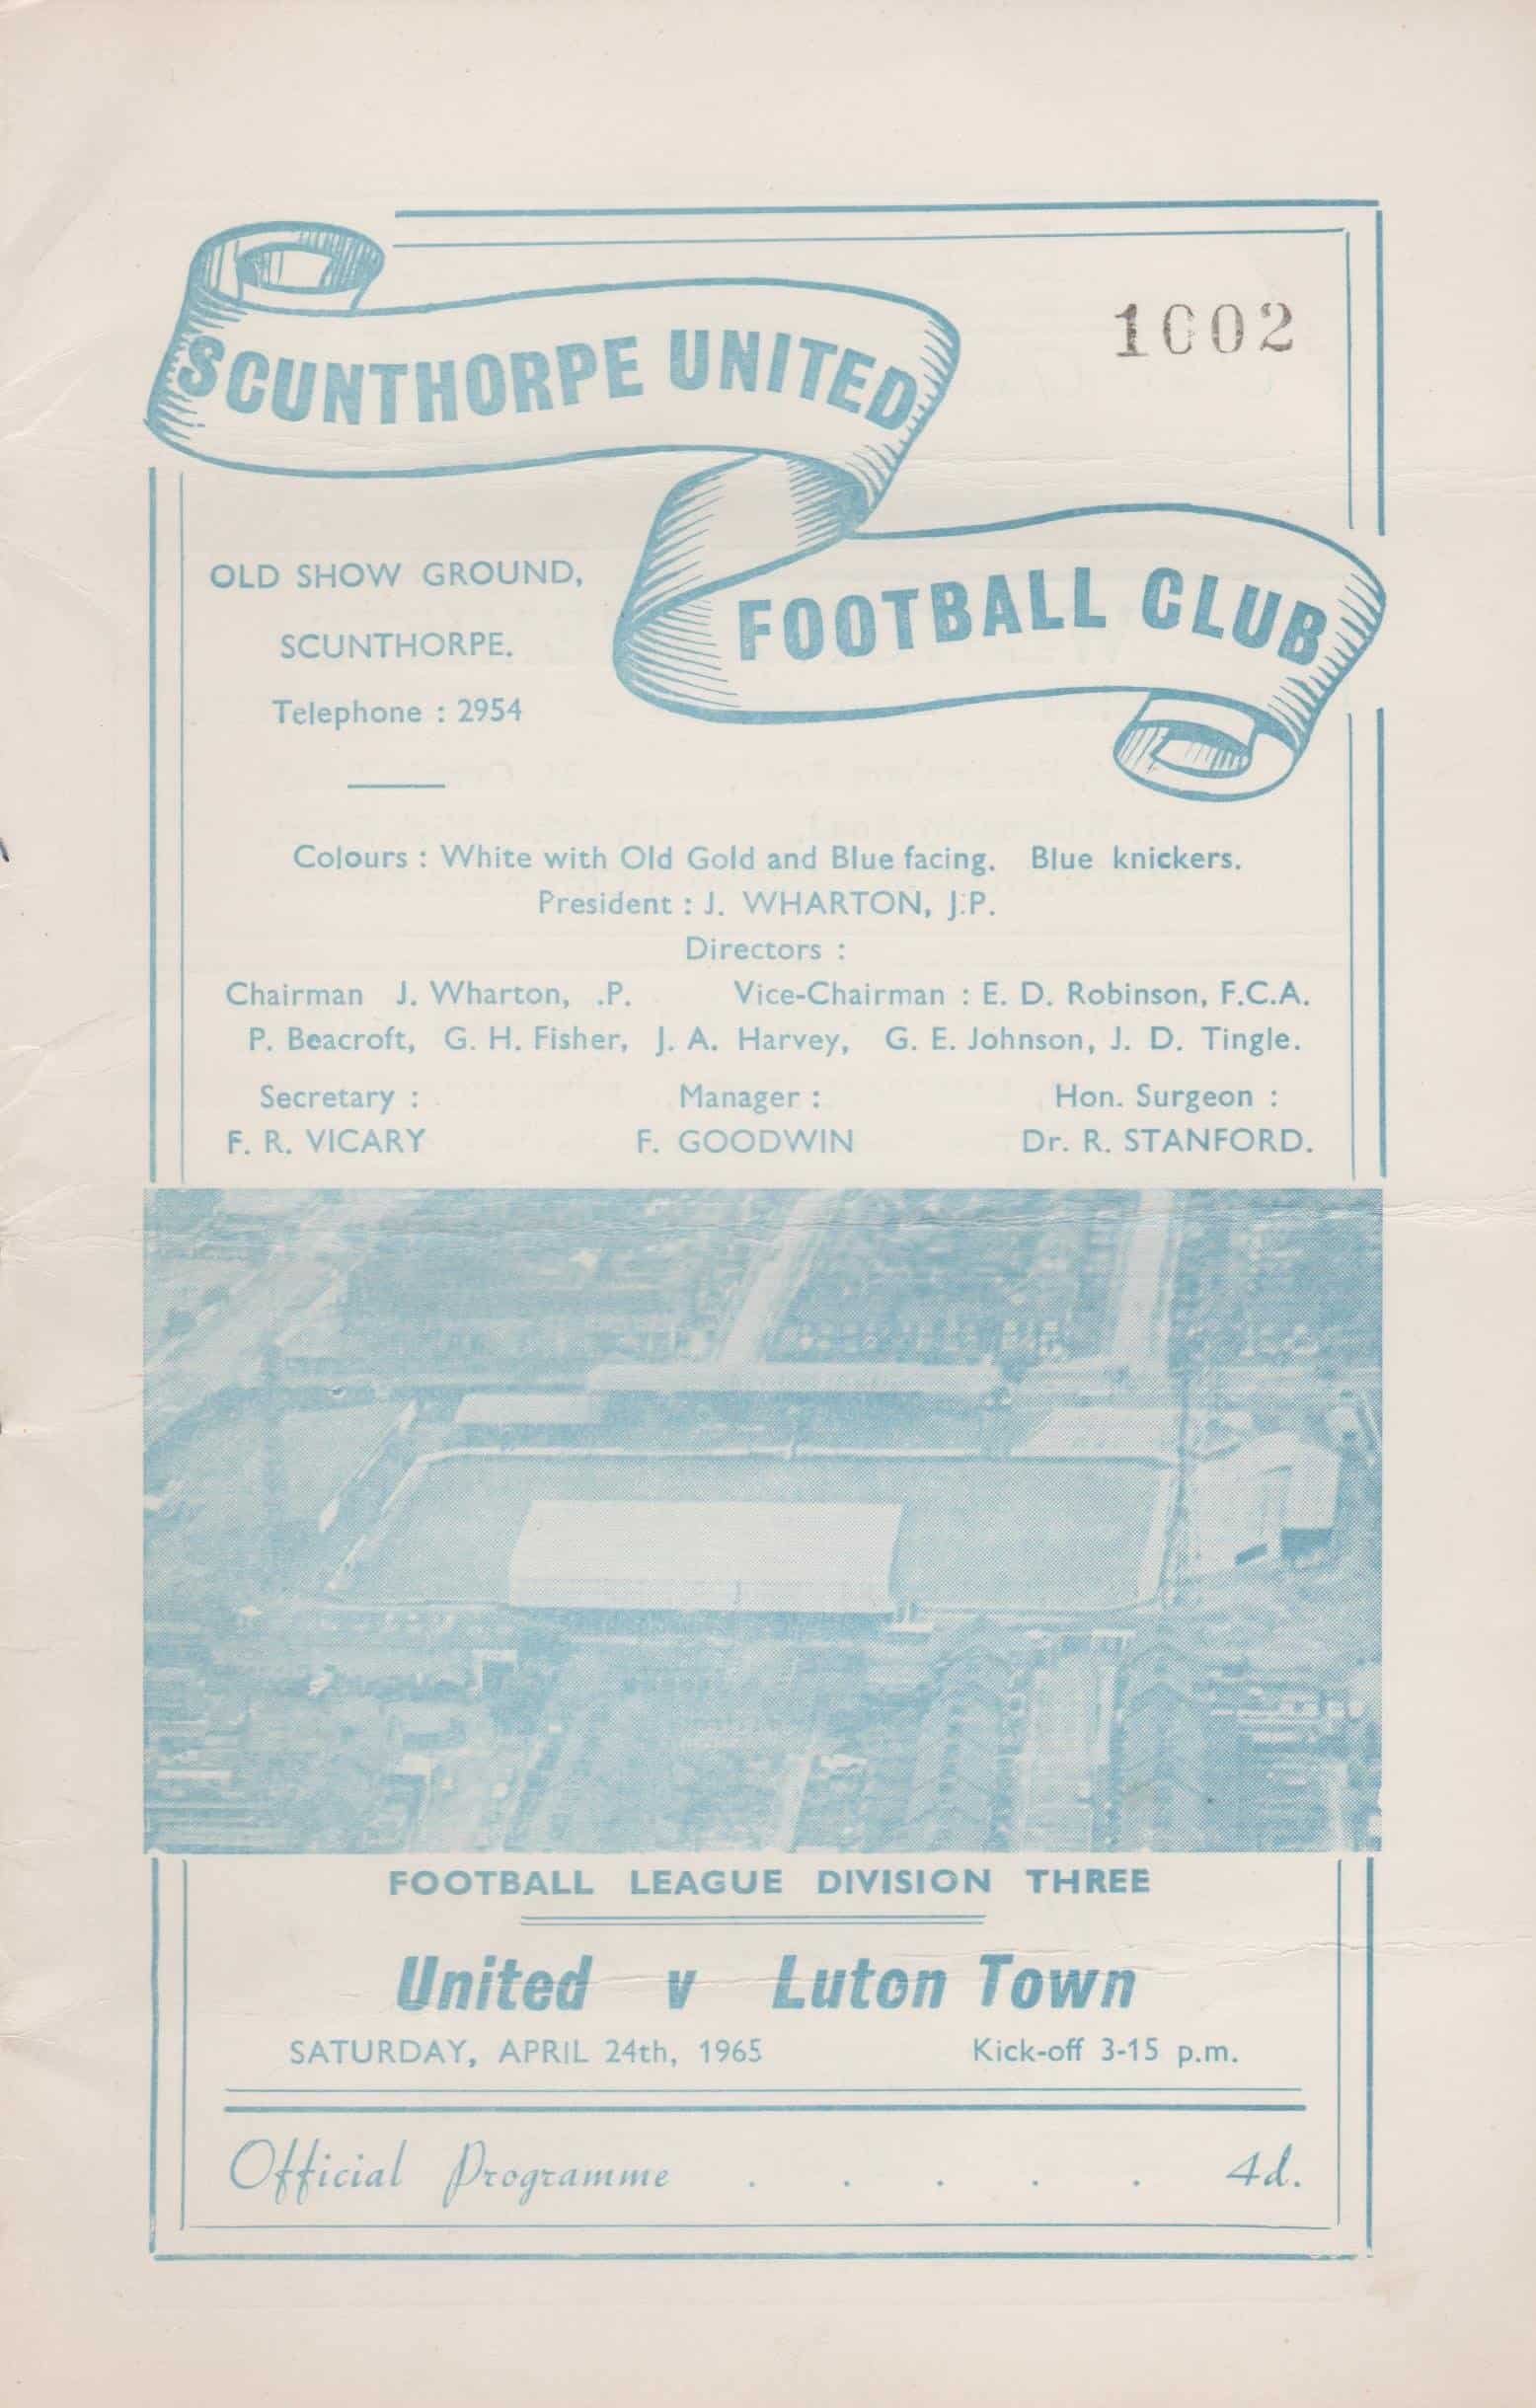 SCUNTHORPE UNITED
1002
FOOTBALL CLUB
OLD SHOW GROUND,
SCUNTHORPE.
Telephone : 2954
Colours : White with Old Gold and Blue facing. Blue knickers.
President : J. WHARTON, J.P.
Directors :
Chairman J. Wharton, .P. Vice-Chairman : E. D. Robinson, F.C.A.
P. Beacroft, G. H. Fisher, J. A. Harvey, G. E. Johnson, J. D. Tingle.
Secretary : Manager : Hon. Surgeon :
F. R. VICARY F. GOODWIN Dr. R. STANFORD.
FOOTBALL LEAGUE DIVISION THREE
United v Luton Town
SATURDAY, APRIL 24th, 1965 Kick-off 3-15 p.m.
Official Programme . . . . . 4d.